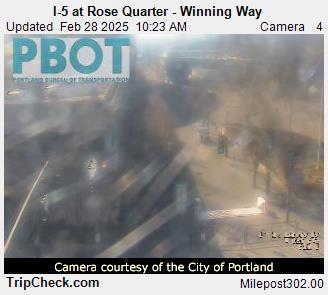 I-5 at Rose Quarter - Winning Way
Updated Feb 28 2025 10:23 AM Camera 4
PBOT
PORTLAND BUREAU OF TRANSPORTATION
Camera courtesy of the City of Portland
TripCheck.com Milepost302.00